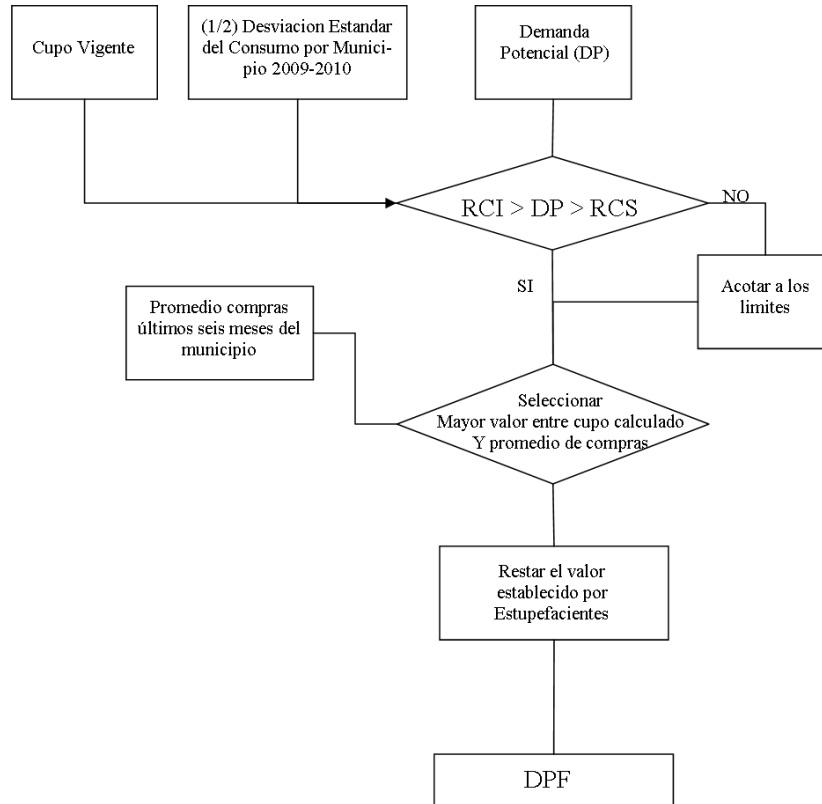 Cupo Vigente
(1/2) Desviacion Estandar
del Consumo por Munici-
pio 2009-2010
Demanda
Potencial (DP)
RCI > DP > RCS
NO
SI
Acotar a los
limites
Promedio compras
últimos seis meses del
municipio
Seleccionar
Mayor valor entre cupo calculado
Y promedio de compras
Restar el valor
establecido por
Estupefacientes
DPF